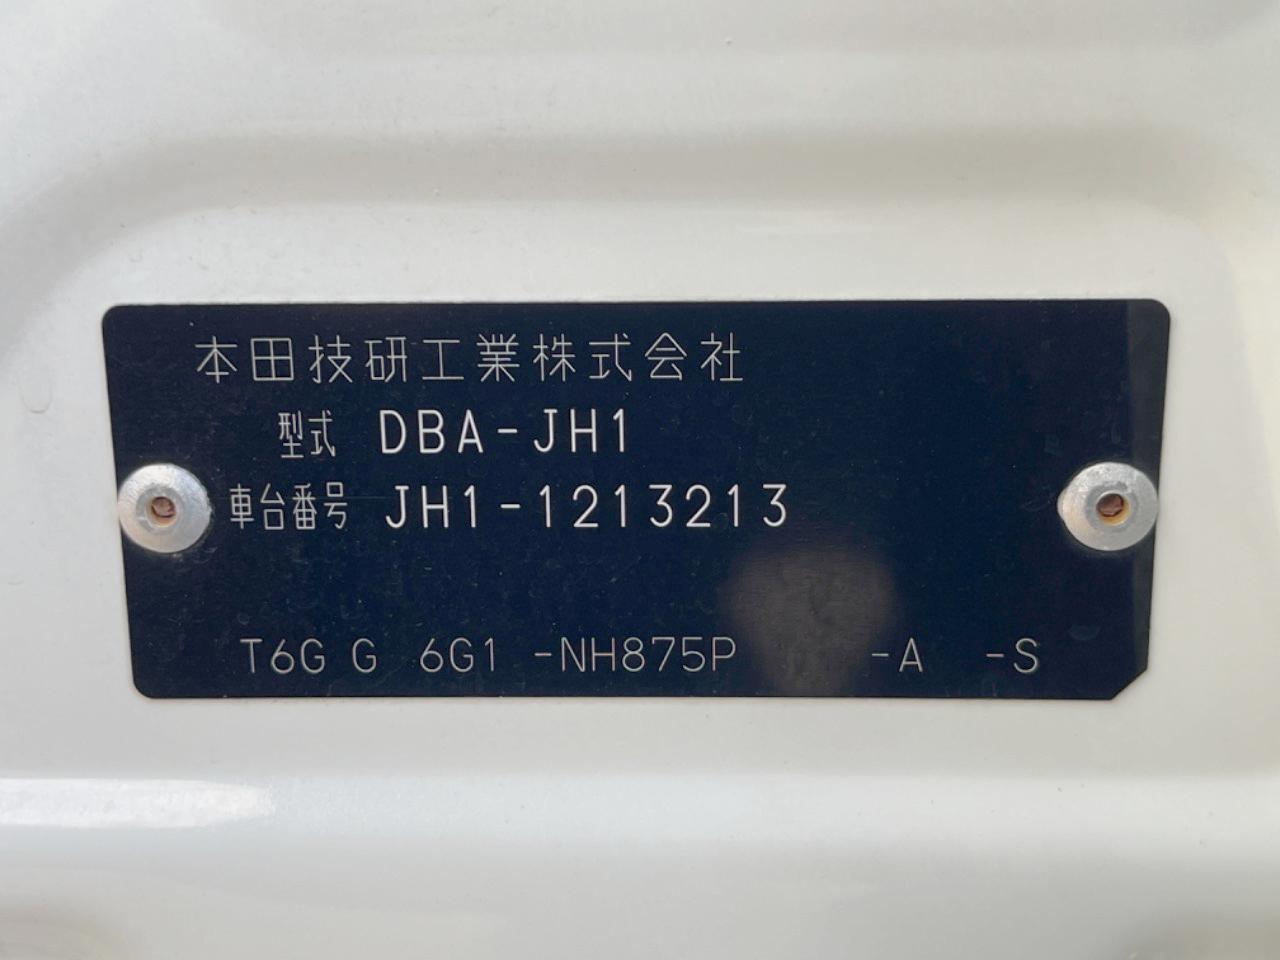 本田技研工業株式会社
型式 DBA-JH1
車台番号 JH1-1213213
T6G G 6G1 -NH875P -A -S